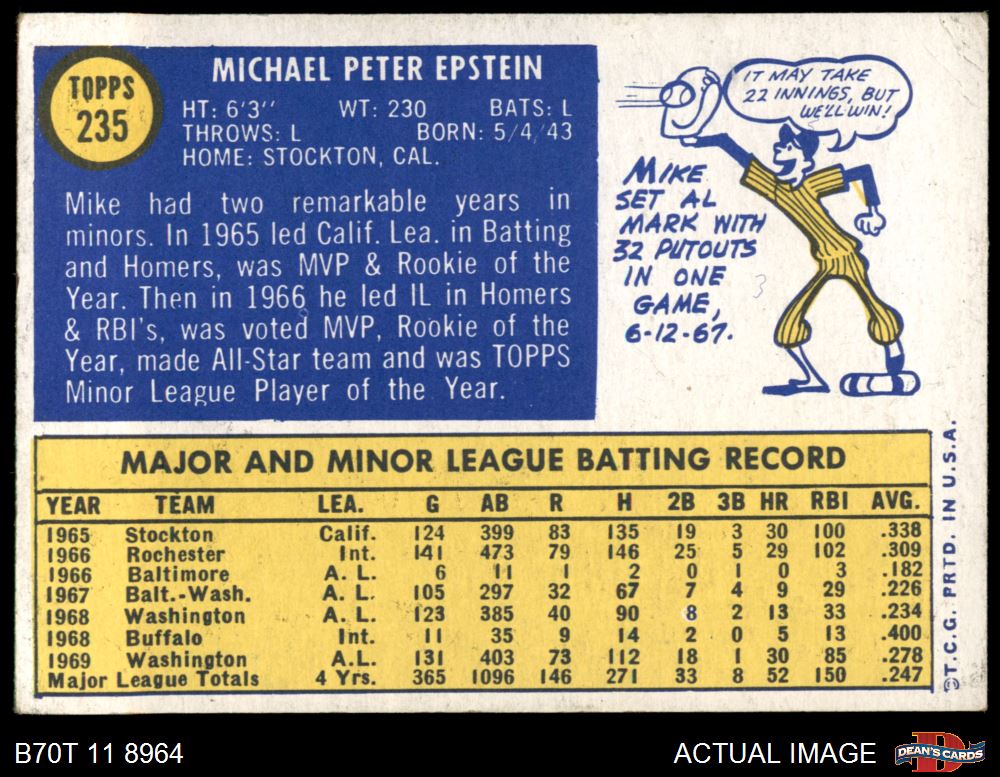 TOPPS
235
MICHAEL PETER EPSTEIN
HT: 6'3'' WT: 230 BATS: L
THROWS: L BORN: 5/4/43
HOME: STOCKTON, CAL.
Mike had two remarkable years in
minors. In 1965 led Calif. Lea. in Batting
and Homers, was MVP & Rookie of the
Year. Then in 1966 he led IL in Homers
& RBI's, was voted MVP, Rookie of the
Year, made All-Star team and was TOPPS
Minor League Player of the Year.
IT MAY TAKE
22 INNINGS, BUT
WE'LL WIN!
MIKE
SET AL
MARK WITH
32 PUTOUTS
IN ONE
GAME,
6-12-67.
3
MAJOR AND MINOR LEAGUE BATTING RECORD
YEAR TEAM LEA. G AB R H 2B 3B HR RBI AVG.
1965 Stockton Calif. 124 399 83 135 19 3 30 100 .338
1966 Rochester Int. 141 473 79 146 25 5 29 102 .309
1966 Baltimore A. L. 6 11 1 2 0 1 0 3 .182
1967 Balt.-Wash. A. L. 105 297 32 67 7 4 9 29 .226
1968 Washington A. L. 123 385 40 90 8 2 13 33 .234
1968 Buffalo Int. 11 35 9 14 2 0 5 13 .400
1969 Washington A.L. 131 403 73 112 18 1 30 85 .278
Major League Totals 4 Yrs. 365 1096 146 271 33 8 52 150 .247
©T.C.G. PRTD. IN U.S.A.
B70T 11 8964
ACTUAL IMAGE
DEAN'S CARDS